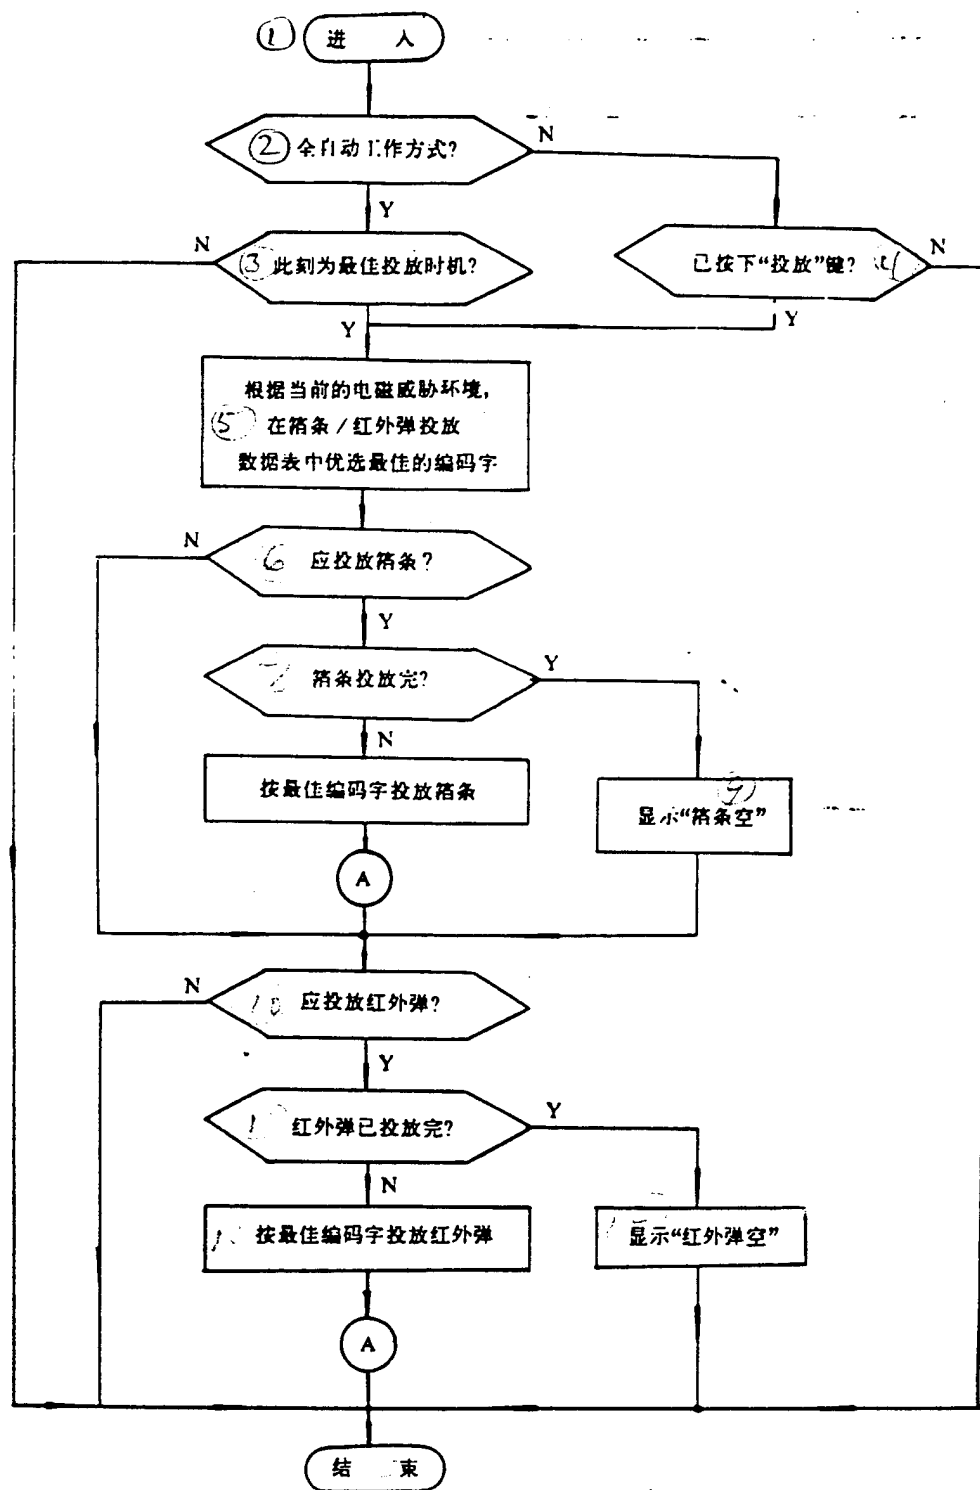 ① 进 入
② 全自动工作方式?
N
Y
N
③ 此刻为最佳投放时机?
已按下“投放”键?
N
Y
Y
根据当前的电磁威胁环境,
⑤ 在箔条／红外弹投放
数据表中优选最佳的编码字
N
6 应投放箔条?
Y
7 箔条投放完?
Y
N
按最佳编码字投放箔条
9
显示“箔条空”
A
N
10 应投放红外弹?
Y
红外弹已投放完?
Y
N
按最佳编码字投放红外弹
显示“红外弹空”
A
结 束